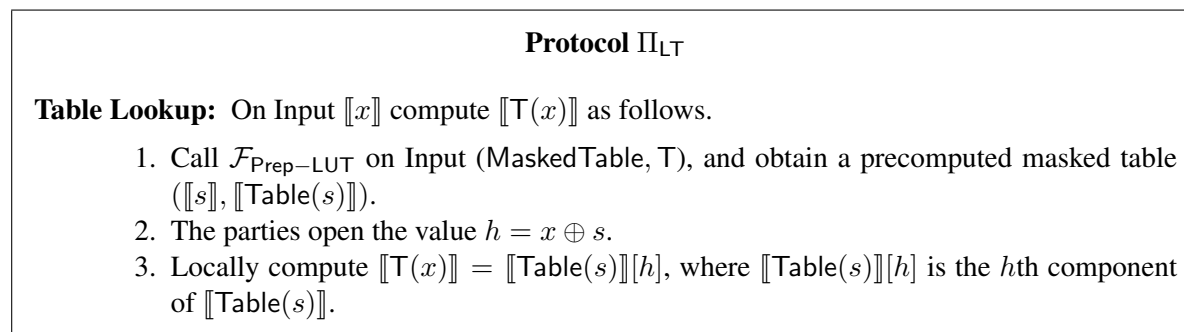 Protocol Π_LT
Table Lookup: On Input ⟦x⟧ compute ⟦T(x)⟧ as follows.
1. Call ℱ_Prep−LUT on Input (MaskedTable, T), and obtain a precomputed masked table
(⟦s⟧, ⟦Table(s)⟧).
2. The parties open the value h = x ⊕ s.
3. Locally compute ⟦T(x)⟧ = ⟦Table(s)⟧[h], where ⟦Table(s)⟧[h] is the hth component
of ⟦Table(s)⟧.